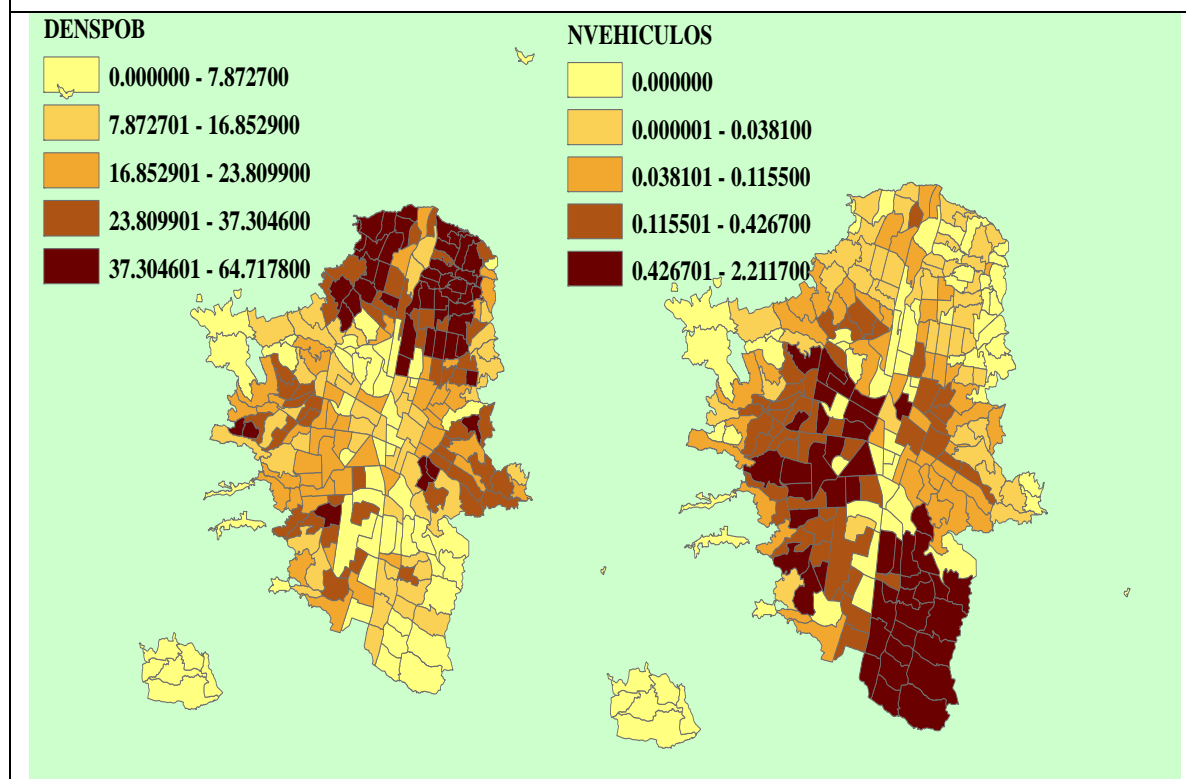 DENSPOB
0.000000 - 7.872700
7.872701 - 16.852900
16.852901 - 23.809900
23.809901 - 37.304600
37.304601 - 64.717800
NVEHICULOS
0.000000
0.000001 - 0.038100
0.038101 - 0.115500
0.115501 - 0.426700
0.426701 - 2.211700